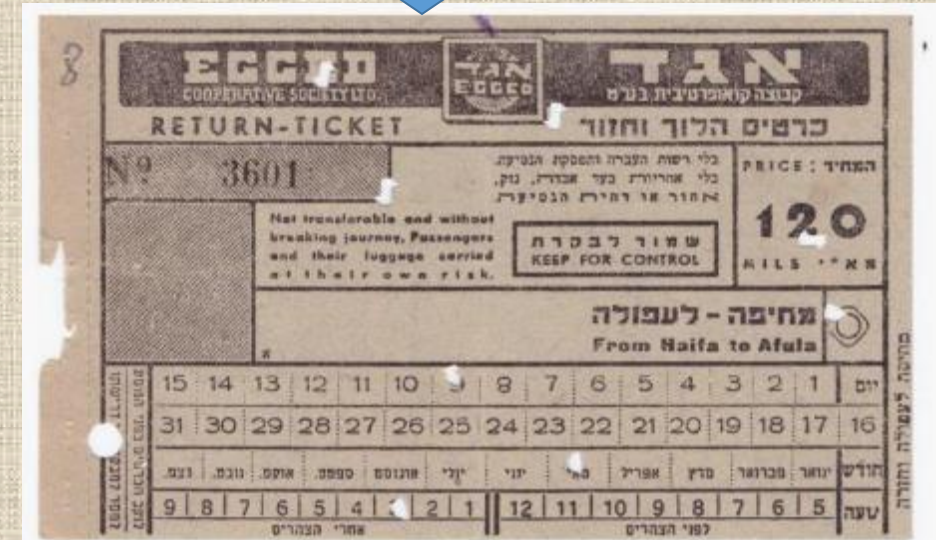 8
EGGED אגד
COOPERATIVE SOCIETY LTD. EGGED אגד קבוצה קואופרטיבית בע״מ
RETURN-TICKET כרטיס הלוך וחזור
Nº 3601
בלי רשות העברה והפסקת הנסיעה.
בלי אחריות בעד אבדה, נזק,
אחור או דחית הנסיעה.
Not transferable and without
breaking journey, Passengers
and their luggage carried
at their own risk.
שמור לבקרת
KEEP FOR CONTROL
PRICE : המחיר
120
MILS מא״י
מחיפה – לעפולה
From Haifa to Afula
יום 1 2 3 4 5 6 7 8 9 10 11 12 13 14 15
16 17 18 19 20 21 22 23 24 25 26 27 28 29 30 31
חודש ינואר פברואר מרץ אפריל מאי יוני יולי אוגוסט ספטמ. אוקט. נובמ. דצמ.
שעה 5 6 7 8 9 10 11 12 1 2 4 5 6 7 8 9
לפני הצהרים אחרי הצהרים
מחיפה לעפולה וחזרה